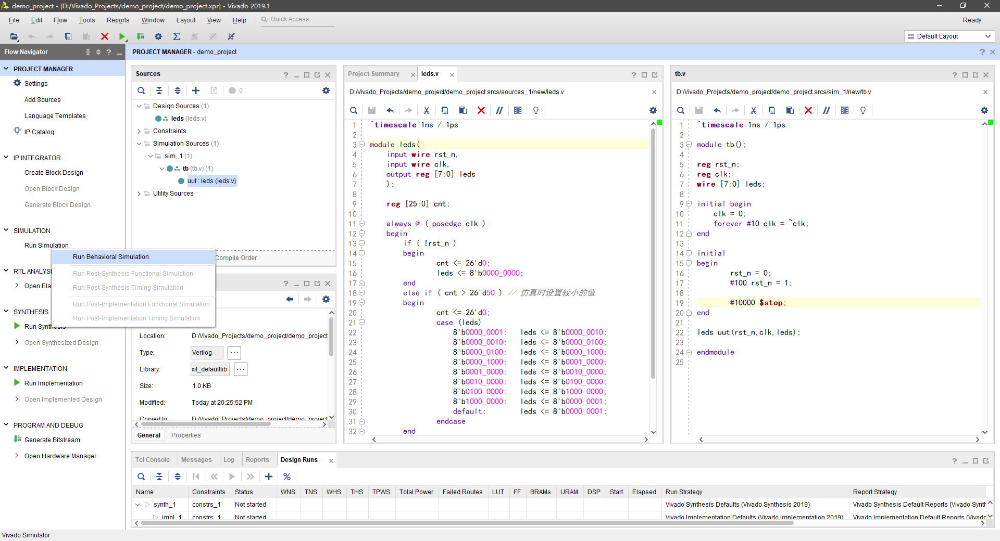 demo_project - [D:/Vivado_Projects/demo_project/demo_project.xpr] - Vivado 2019.1
File Edit Flow Tools Reports Window Layout View Help Quick Access Ready
Default Layout
Flow Navigator
PROJECT MANAGER
Settings
Add Sources
Language Templates
IP Catalog
IP INTEGRATOR
Create Block Design
Open Block Design
Generate Block Design
SIMULATION
Run Simulation
Run Behavioral Simulation
Run Post-Synthesis Functional Simulation
Run Post-Synthesis Timing Simulation
Run Post-Implementation Functional Simulation
Run Post-Implementation Timing Simulation
RTL ANALYSI
Open Ela
SYNTHESIS
Run Synthesis
Open Synthesized Design
IMPLEMENTATION
Run Implementation
Open Implemented Design
PROGRAM AND DEBUG
Generate Bitstream
Open Hardware Manager
PROJECT MANAGER - demo_project
Sources
0
Design Sources (1)
leds (leds.v)
Constraints
Simulation Sources (1)
sim_1 (1)
tb (tb.v) (1)
uut : leds (leds.v)
Utility Sources
Compile Order
Location: D:/Vivado_Projects/demo_project/demo_project
Type: Verilog ...
Library: xil_defaultlib ...
Size: 1.0 KB
Modified: Today at 20:25:52 PM
Copied to: D:/Vivado_Projects/demo_project/demo_project
General Properties
Project Summary leds.v
D:/Vivado_Projects/demo_project/demo_project.srcs/sources_1/new/leds.v
1 `timescale 1ns / 1ps
2
3 module leds(
4 input wire rst_n,
5 input wire clk,
6 output reg [7:0] leds
7 );
8
9 reg [25:0] cnt;
10
11 always @ ( posedge clk )
12 begin
13 if ( !rst_n )
14 begin
15 cnt <= 26'd0;
16 leds <= 8'b0000_0000;
17 end
18 else if ( cnt > 26'd50 ) // 仿真时设置较小的值
19 begin
20 cnt <= 26'd0;
21 case (leds)
22 8'b0000_0001: leds <= 8'b0000_0010;
23 8'b0000_0010: leds <= 8'b0000_0100;
24 8'b0000_0100: leds <= 8'b0000_1000;
25 8'b0000_1000: leds <= 8'b0001_0000;
26 8'b0001_0000: leds <= 8'b0010_0000;
27 8'b0010_0000: leds <= 8'b0100_0000;
28 8'b0100_0000: leds <= 8'b1000_0000;
29 8'b1000_0000: leds <= 8'b0000_0001;
30 default: leds <= 8'b0000_0001;
31 endcase
32 end
tb.v
D:/Vivado_Projects/demo_project/demo_project.srcs/sim_1/new/tb.v
1 `timescale 1ns / 1ps
2
3 module tb();
4
5 reg rst_n;
6 reg clk;
7 wire [7:0] leds;
8
9 initial begin
10 clk = 0;
11 forever #10 clk = ~clk;
12 end
13
14 initial
15 begin
16 rst_n = 0;
17 #100 rst_n = 1;
18
19 #10000 $stop;
20 end
21
22 leds uut(rst_n,clk,leds);
23
24 endmodule
25
Tcl Console Messages Log Reports Design Runs
Name Constraints Status WNS TNS WHS THS TPWS Total Power Failed Routes LUT FF BRAMs URAM DSP Start Elapsed Run Strategy Report Strategy
synth_1 constrs_1 Not started Vivado Synthesis Defaults (Vivado Synthesis 2019) Vivado Synthesis Default Reports (Vivado Synth
impl_1 constrs_1 Not started Vivado Implementation Defaults (Vivado Implementation 2019) Vivado Implementation Default Reports (Vivado
Vivado Simulator